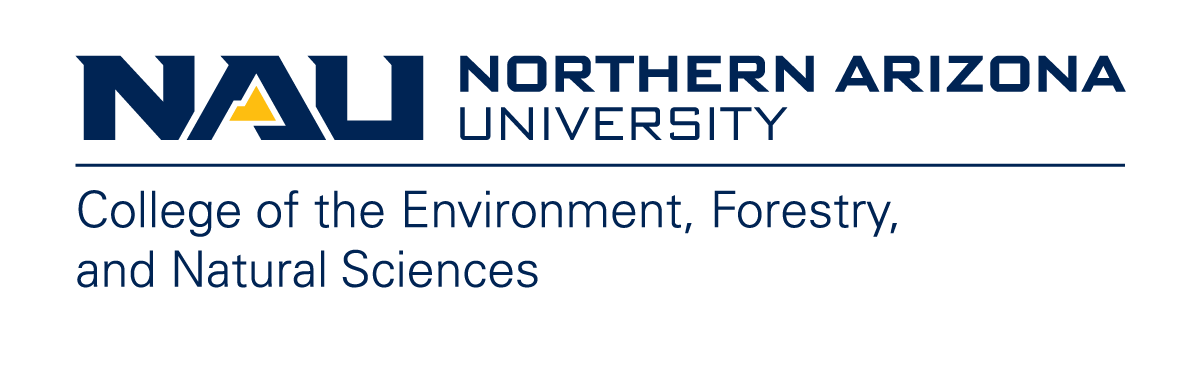 NAU NORTHERN ARIZONA
UNIVERSITY
College of the Environment, Forestry,
and Natural Sciences